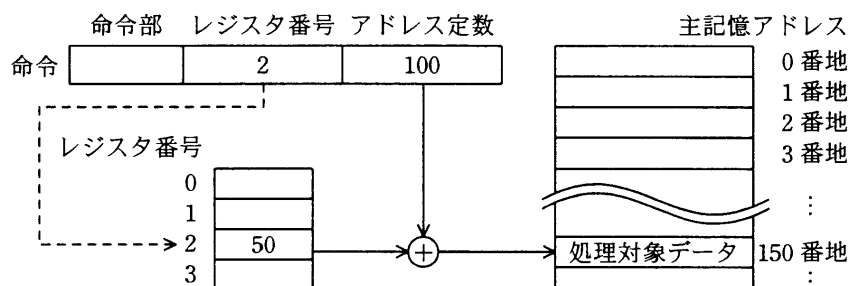 命令部 レジスタ番号 アドレス定数 主記憶アドレス
命令 2 100 0番地
1番地
2番地
レジスタ番号 3番地
0
1 ⋮
2 50 + 処理対象データ 150番地
3 ⋮